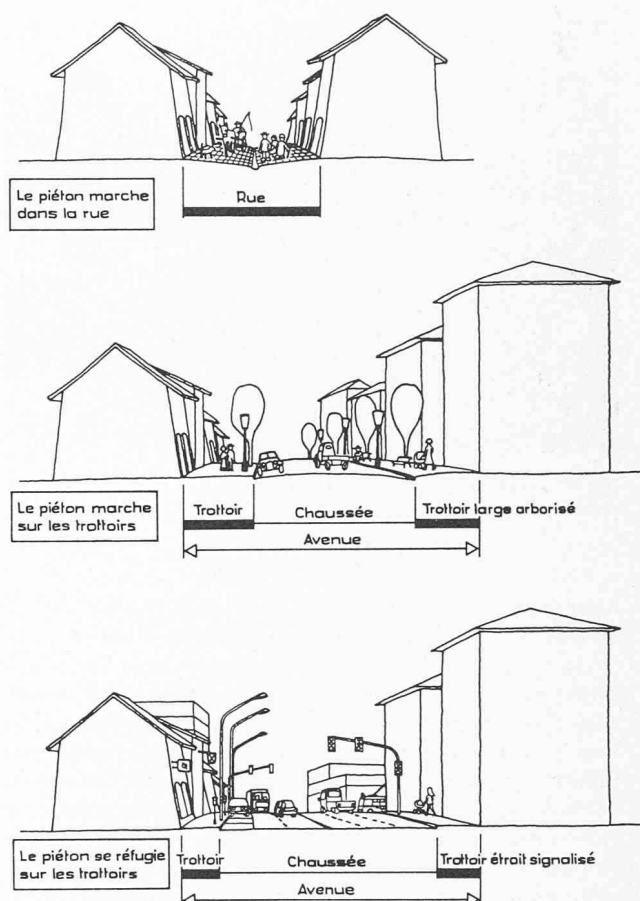 Le piéton marche
dans la rue
Rue
Le piéton marche
sur les trottoirs
Trottoir
Chaussée
Trottoir large arborisé
Avenue
Le piéton se réfugie
sur les trottoirs
Trottoir
Chaussée
Trottoir étroit signalisé
Avenue